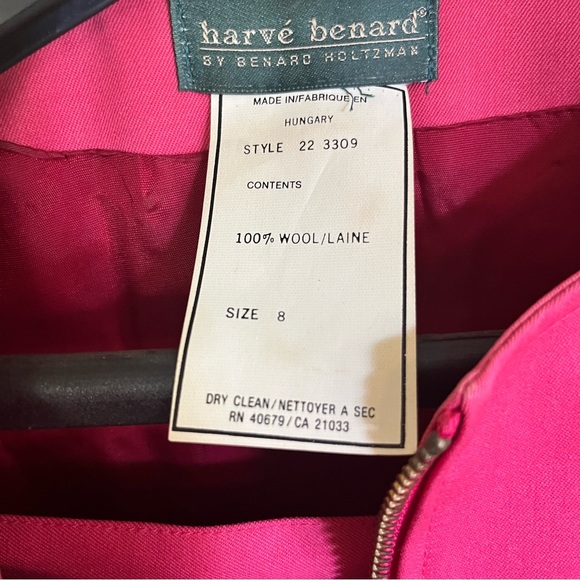 harvé benard®
BY BENARD HOLTZMAN
MADE IN/FABRIQUE EN
HUNGARY
STYLE 22 3309
CONTENTS
100% WOOL/LAINE
SIZE 8
DRY CLEAN/NETTOYER A SEC
RN 40679/CA 21033